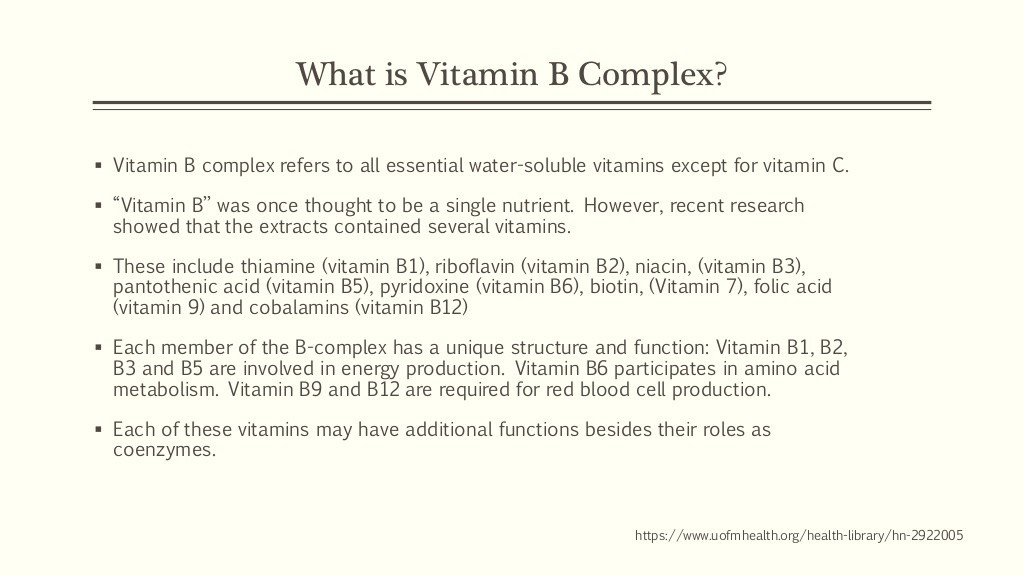 What is Vitamin B Complex?
▪ Vitamin B complex refers to all essential water-soluble vitamins except for vitamin C.
▪ “Vitamin B” was once thought to be a single nutrient.  However, recent research
showed that the extracts contained several vitamins.
▪ These include thiamine (vitamin B1), riboflavin (vitamin B2), niacin, (vitamin B3),
pantothenic acid (vitamin B5), pyridoxine (vitamin B6), biotin, (Vitamin 7), folic acid
(vitamin 9) and cobalamins (vitamin B12)
▪ Each member of the B-complex has a unique structure and function: Vitamin B1, B2,
B3 and B5 are involved in energy production.  Vitamin B6 participates in amino acid
metabolism.  Vitamin B9 and B12 are required for red blood cell production.
▪ Each of these vitamins may have additional functions besides their roles as
coenzymes.
https://www.uofmhealth.org/health-library/hn-2922005